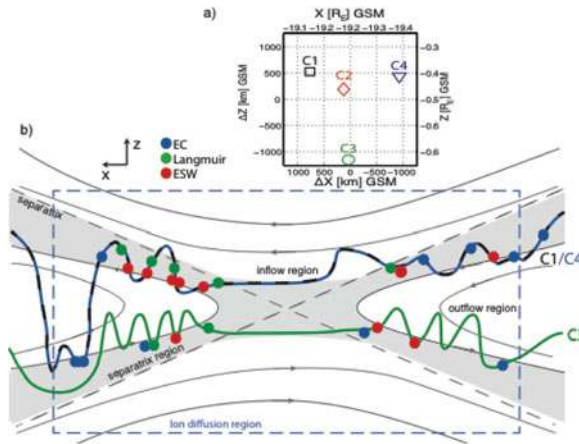 a)
X [R_E] GSM
-19.1 -19.2 -19.2 -19.3 -19.4
1000
500
0
-500
-1000
ΔZ [km] GSM
C1
C2
C4
C3
-0.3
-0.4
-0.5
-0.6
Z [R_E] GSM
1000 500 0 -500 -1000
ΔX [km] GSM
b)
Z
X
EC
Langmuir
ESW
separatrix
inflow region
C1/C4
outflow region
separatrix region
Ion diffusion region